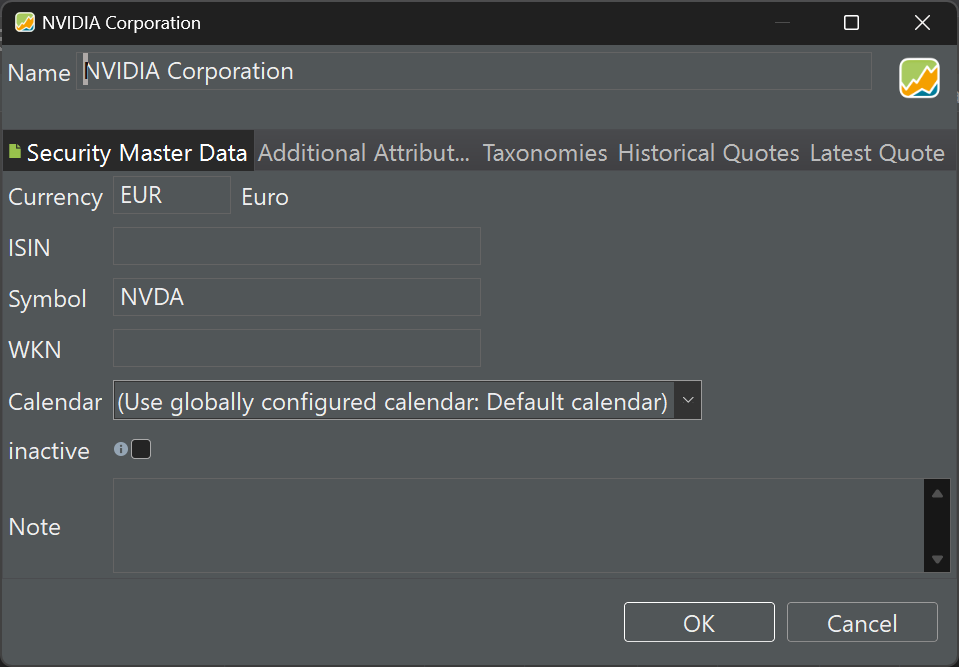 NVIDIA Corporation
Name NVIDIA Corporation
Security Master Data Additional Attribut... Taxonomies Historical Quotes Latest Quote
Currency EUR Euro
ISIN
Symbol NVDA
WKN
Calendar (Use globally configured calendar: Default calendar)
inactive
Note
OK Cancel